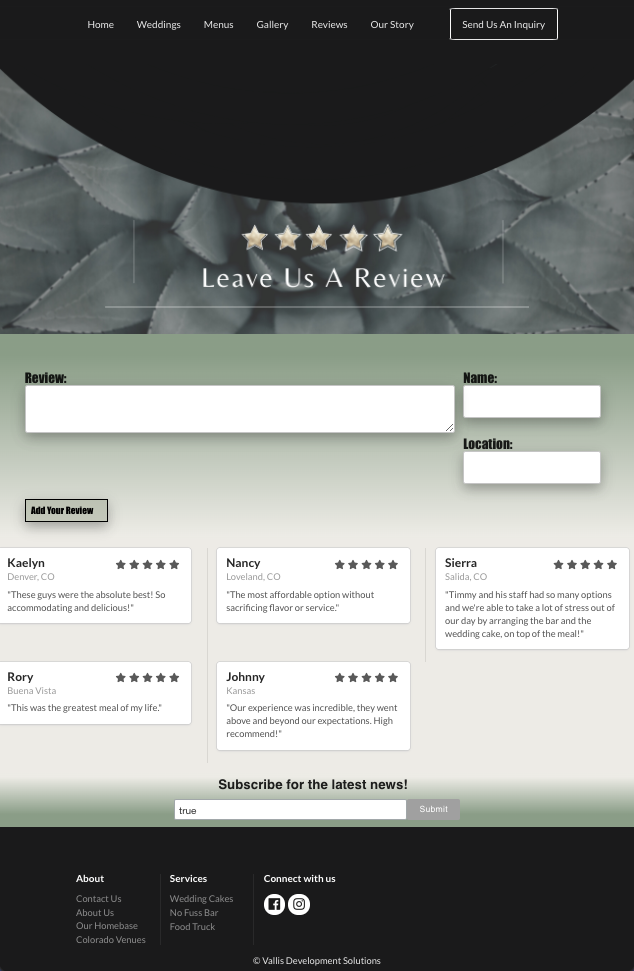 Home Weddings Menus Gallery Reviews Our Story Send Us An Inquiry
Leave Us A Review
Review:
Name:
Location:
Add Your Review
Kaelyn
Denver, CO
"These guys were the absolute best! So
accommodating and delicious!"
Nancy
Loveland, CO
"The most affordable option without
sacrificing flavor or service."
Sierra
Salida, CO
"Timmy and his staff had so many options
and we're able to take a lot of stress out of
our day by arranging the bar and the
wedding cake, on top of the meal!"
Rory
Buena Vista
"This was the greatest meal of my life."
Johnny
Kansas
"Our experience was incredible, they went
above and beyond our expectations. High
recommend!"
Subscribe for the latest news!
true Submit
About
Contact Us
About Us
Our Homebase
Colorado Venues
Services
Wedding Cakes
No Fuss Bar
Food Truck
Connect with us
© Vallis Development Solutions